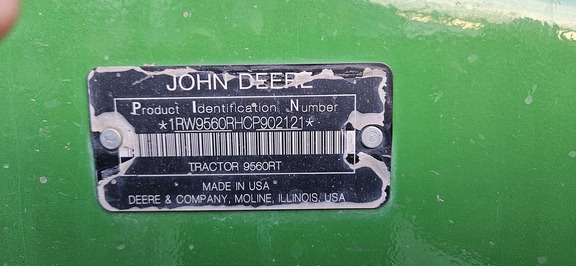 JOHN DEERE
Product Identification Number
*1RW9560RHCP902121*
TRACTOR 9560RT
MADE IN USA
DEERE & COMPANY, MOLINE, ILLINOIS, USA